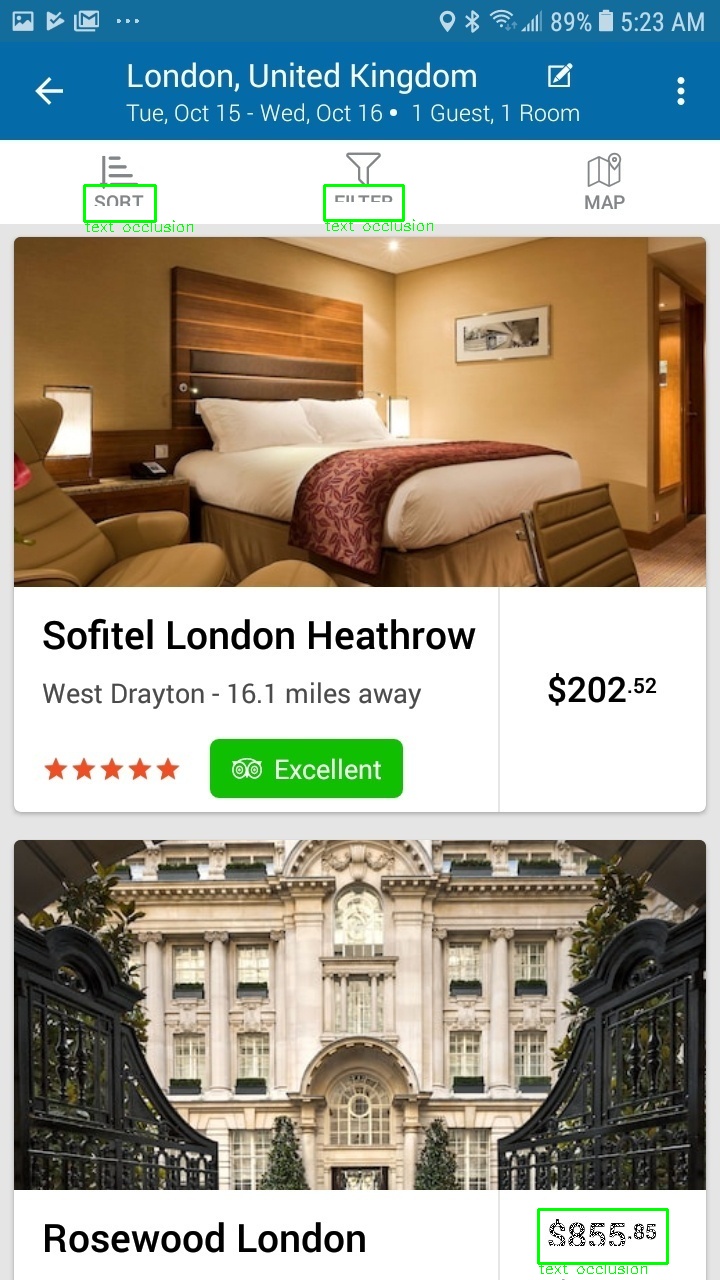 89% 5:23 AM
London, United Kingdom
Tue, Oct 15 - Wed, Oct 16 • 1 Guest, 1 Room
SORT FILTER MAP
text occlusion text occlusion
Sofitel London Heathrow
West Drayton - 16.1 miles away
$202.52
Excellent
Rosewood London
$855.85
text occlusion